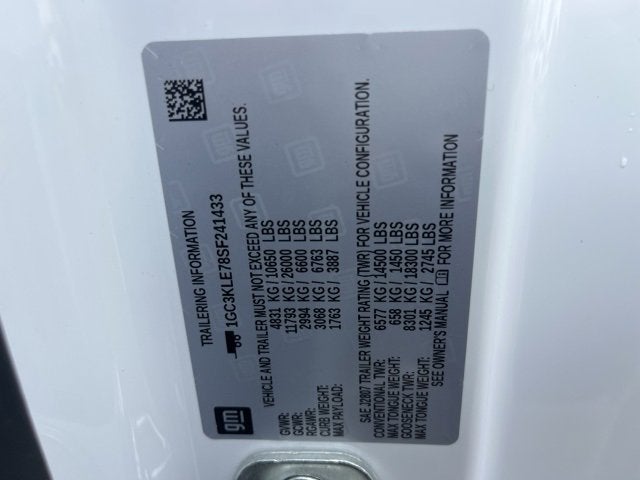 TRAILERING INFORMATION
1GC3KLE78SF241433
VEHICLE AND TRAILER MUST NOT EXCEED ANY OF THESE VALUES.
GVWR: 4831 KG / 10650 LBS
GCWR: 11793 KG / 26000 LBS
RGAWR: 2994 KG / 6600 LBS
CURB WEIGHT: 3068 KG / 6763 LBS
MAX PAYLOAD: 1763 KG / 3887 LBS
SAE J2807 TRAILER WEIGHT RATING (TWR) FOR VEHICLE CONFIGURATION.
CONVENTIONAL TWR: 6577 KG / 14500 LBS
MAX TONGUE WEIGHT: 658 KG / 1450 LBS
GOOSENECK TWR: 8301 KG / 18300 LBS
MAX TONGUE WEIGHT: 1245 KG / 2745 LBS
SEE OWNER'S MANUAL FOR MORE INFORMATION
gm